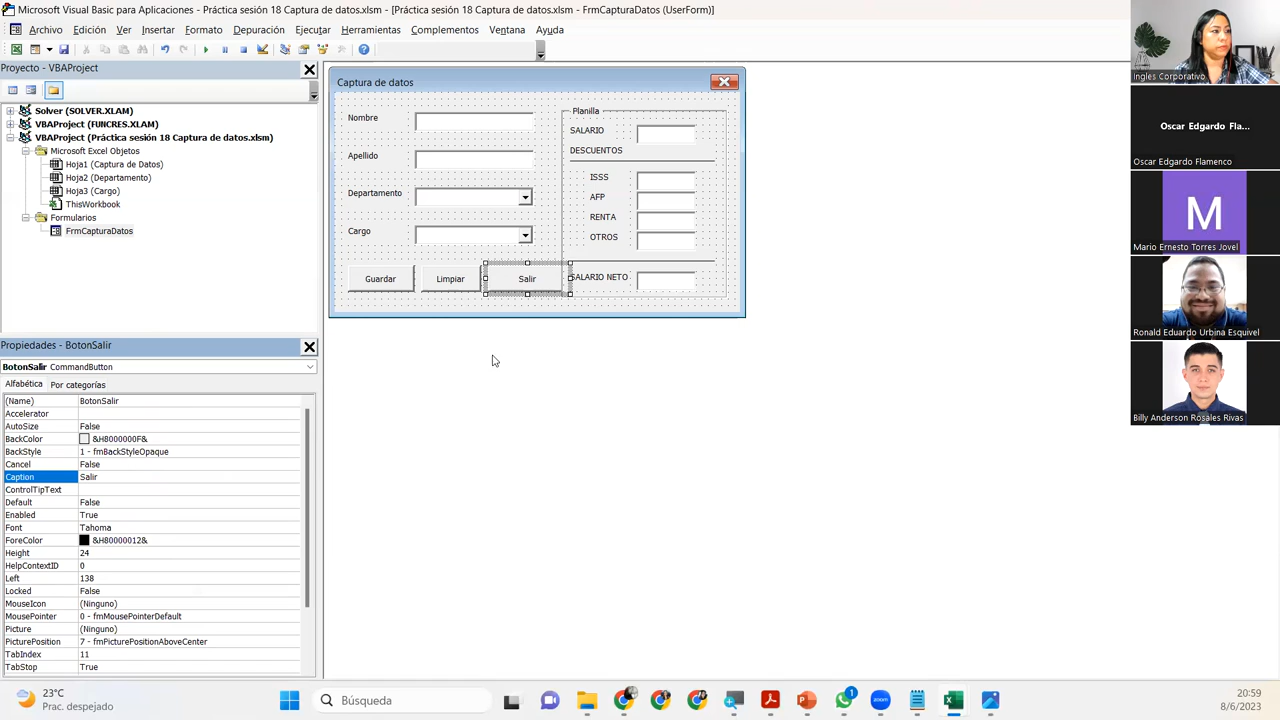 Microsoft Visual Basic para Aplicaciones - Práctica sesión 18 Captura de datos.xlsm - [Práctica sesión 18 Captura de datos.xlsm - FrmCapturaDatos (UserForm)]
Archivo Edición Ver Insertar Formato Depuración Ejecutar Herramientas Complementos Ventana Ayuda
Proyecto - VBAProject
Solver (SOLVER.XLAM)
VBAProject (FUNCRES.XLAM)
VBAProject (Práctica sesión 18 Captura de datos.xlsm)
Microsoft Excel Objetos
Hoja1 (Captura de Datos)
Hoja2 (Departamento)
Hoja3 (Cargo)
ThisWorkbook
Formularios
FrmCapturaDatos
Propiedades - BotonSalir
BotonSalir CommandButton
Alfabética Por categorías
(Name) BotonSalir
Accelerator
AutoSize False
BackColor &H8000000F&
BackStyle 1 - fmBackStyleOpaque
Cancel False
Caption Salir
ControlTipText
Default False
Enabled True
Font Tahoma
ForeColor &H80000012&
Height 24
HelpContextID 0
Left 138
Locked False
MouseIcon (Ninguno)
MousePointer 0 - fmMousePointerDefault
Picture (Ninguno)
PicturePosition 7 - fmPicturePositionAboveCenter
TabIndex 11
TabStop True
Captura de datos
Nombre
Apellido
Departamento
Cargo
Guardar Limpiar Salir
Planilla
SALARIO
DESCUENTOS
ISSS
AFP
RENTA
OTROS
SALARIO NETO
Ingles Corporativo
Oscar Edgardo Fla...
Oscar Edgardo Flamenco
M
Mario Ernesto Torres Jovel
Ronald Eduardo Urbina Esquivel
Billy Anderson Rosales Rivas
23°C
Prac. despejado
Búsqueda
1
zoom
20:59
8/6/2023